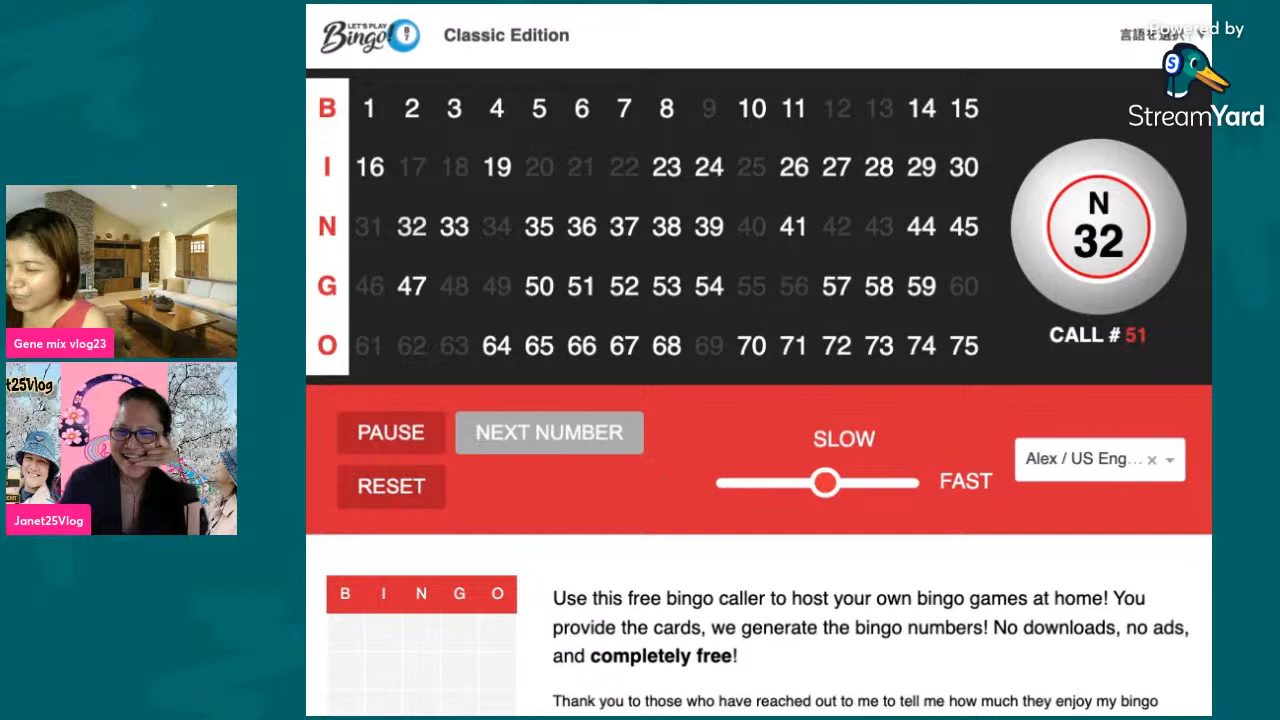 LET'S PLAY
Bingo!
B
7
Classic Edition
言語を選択
Powered by
S
StreamYard
B 1 2 3 4 5 6 7 8 9 10 11 12 13 14 15
I 16 17 18 19 20 21 22 23 24 25 26 27 28 29 30
N 31 32 33 34 35 36 37 38 39 40 41 42 43 44 45
G 46 47 48 49 50 51 52 53 54 55 56 57 58 59 60
O 61 62 63 64 65 66 67 68 69 70 71 72 73 74 75
N
32
CALL # 51
Gene mix vlog23
t25Vlog
Janet25Vlog
PAUSE
NEXT NUMBER
RESET
SLOW
FAST
Alex / US Eng...
B I N G O
Use this free bingo caller to host your own bingo games at home! You
provide the cards, we generate the bingo numbers! No downloads, no ads,
and completely free!
Thank you to those who have reached out to me to tell me how much they enjoy my bingo